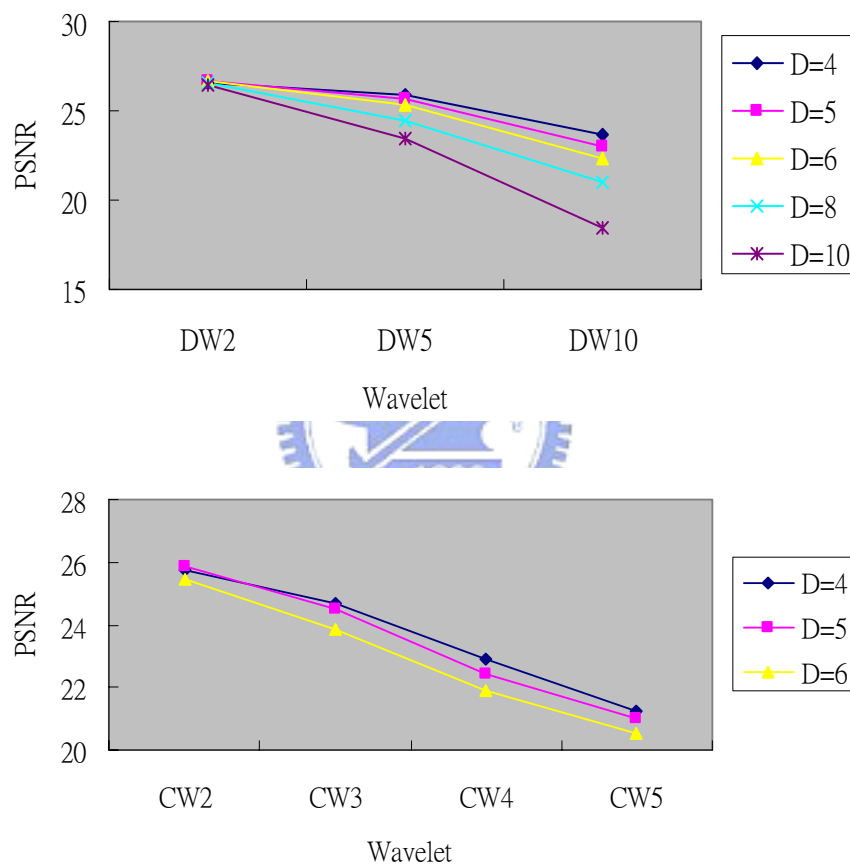 30
25
20
15
PSNR
DW2 DW5 DW10
Wavelet
D=4
D=5
D=6
D=8
D=10
28
26
24
22
20
PSNR
CW2 CW3 CW4 CW5
Wavelet
D=4
D=5
D=6